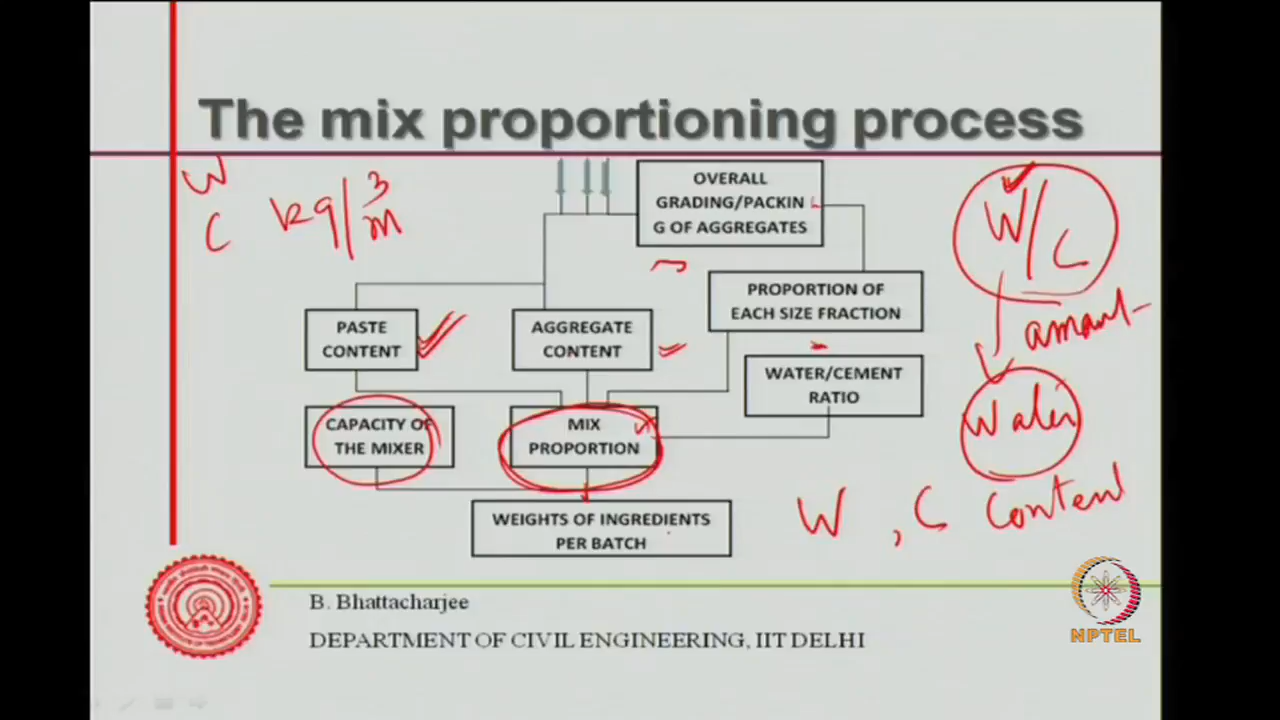 The mix proportioning process
W
C
kg/m3
OVERALL
GRADING/PACKIN
G OF AGGREGATES
W/C
amount
Water
Content
PROPORTION OF
EACH SIZE FRACTION
PASTE
CONTENT
AGGREGATE
CONTENT
WATER/CEMENT
RATIO
CAPACITY OF
THE MIXER
MIX
PROPORTION
W, C
WEIGHTS OF INGREDIENTS
PER BATCH
B. Bhattacharjee
DEPARTMENT OF CIVIL ENGINEERING, IIT DELHI
NPTEL